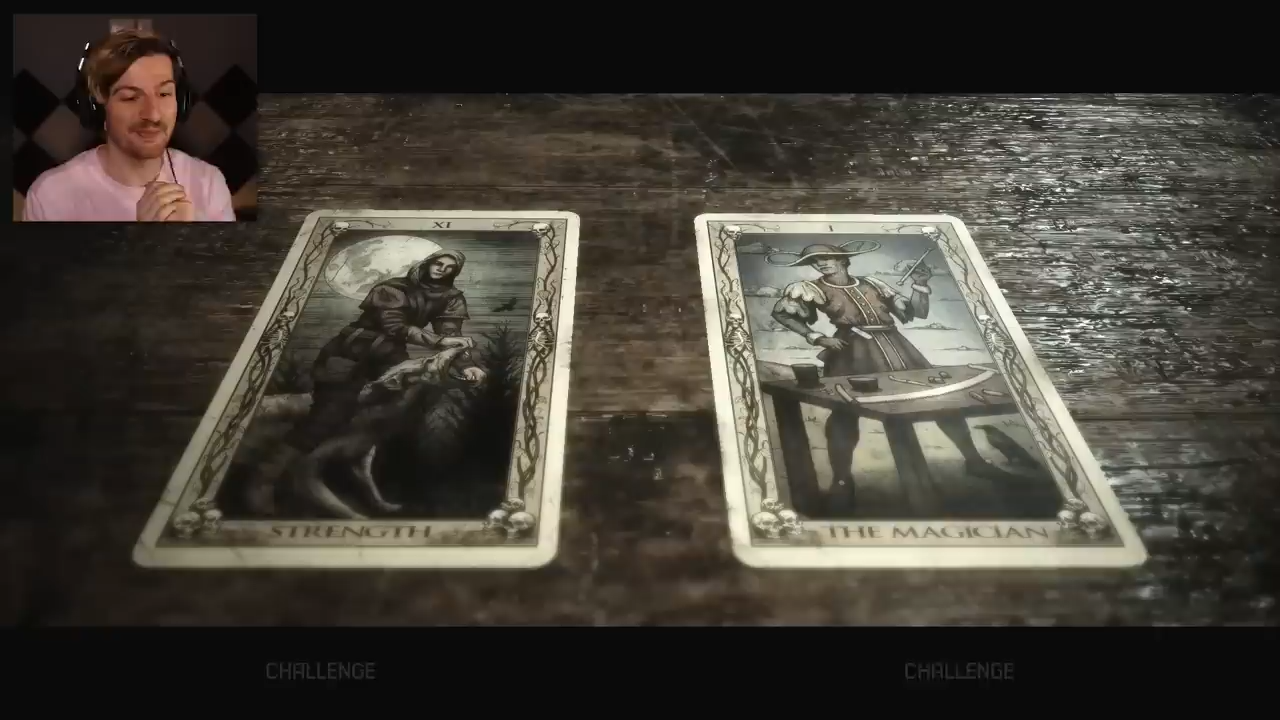 XI
I
STRENGTH
THE MAGICIAN
CHALLENGE
CHALLENGE